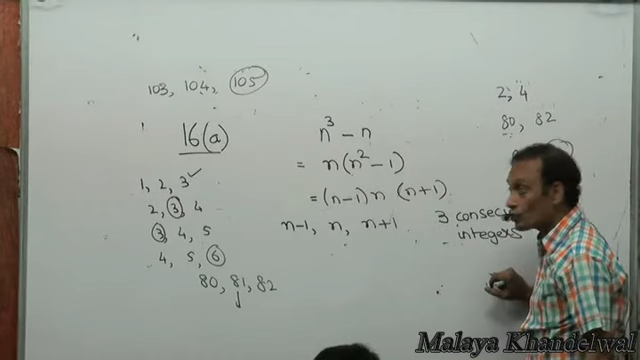 103, 104, 105
16(a)
1, 2, 3 ✓
2, 3, 4
3, 4, 5
4, 5, 6
80, 81, 82
n³ - n
= n(n² - 1)
= (n-1) n (n+1)
n-1, n, n+1
3
integers
2, 4
80, 82
Malaya Khandelwal